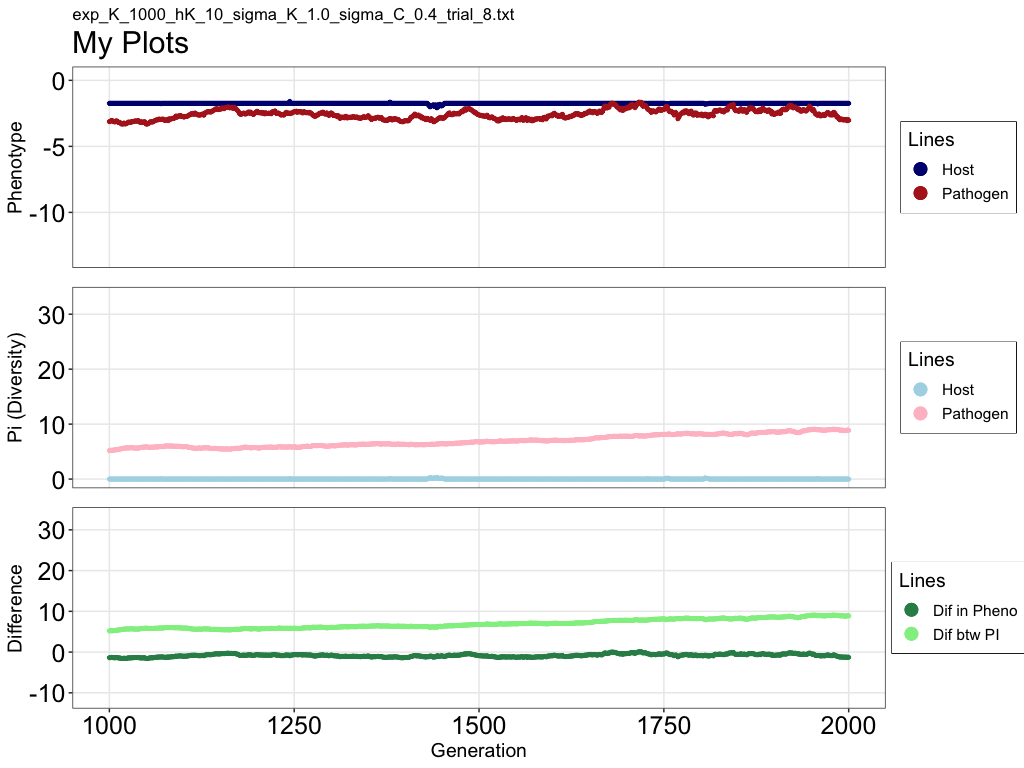 exp_K_1000_hK_10_sigma_K_1.0_sigma_C_0.4_trial_8.txt
My Plots
0
-5
-10
Phenotype
Lines
Host
Pathogen
30
20
10
0
Pi (Diversity)
Lines
Host
Pathogen
30
20
10
0
-10
Difference
Lines
Dif in Pheno
Dif btw PI
1000 1250 1500 1750 2000
Generation